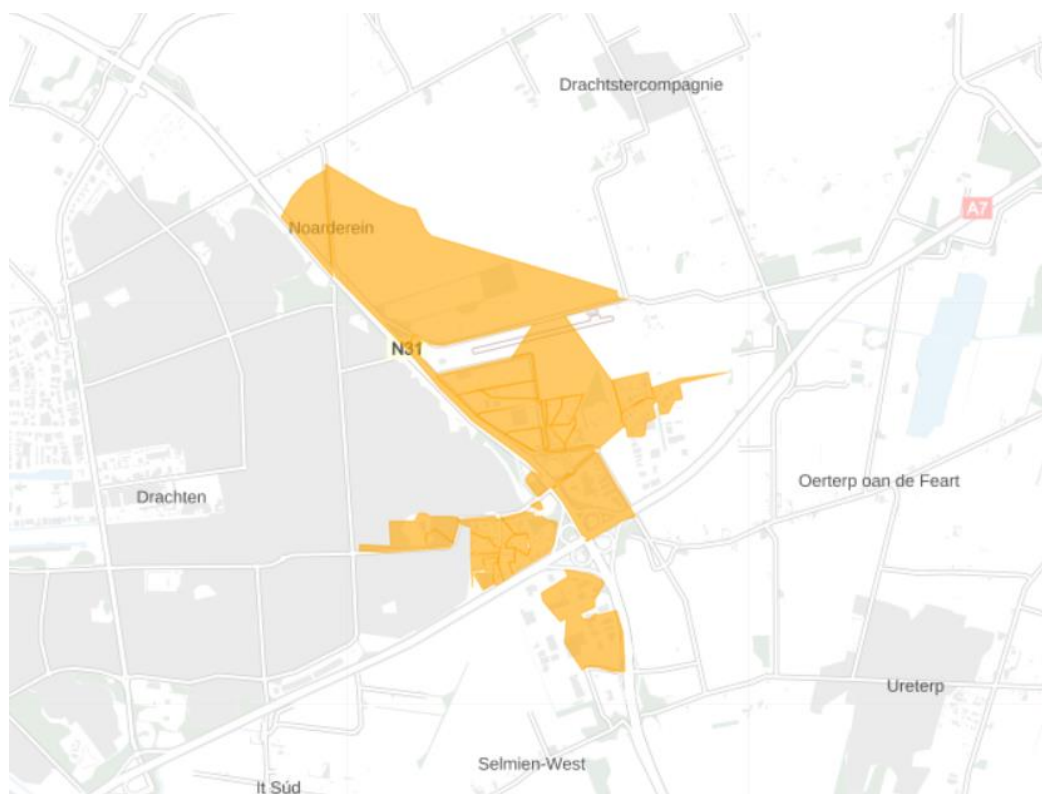 Drachtstercompagnie
A7
Noarderein
N31
Oerterp oan de Feart
Drachten
Ureterp
Selmien-West
It Súd